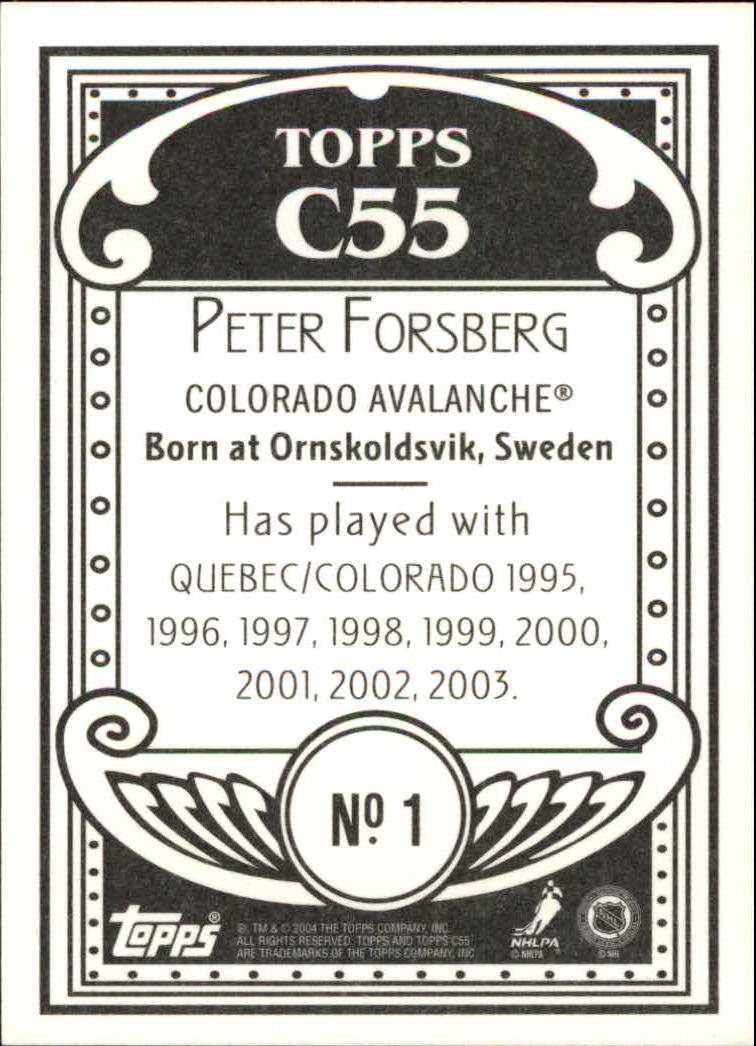 TOPPS
C55
PETER FORSBERG
COLORADO AVALANCHE®
Born at Ornskoldsvik, Sweden
Has played with
QUEBEC/COLORADO 1995,
1996, 1997, 1998, 1999, 2000,
2001, 2002, 2003.
Nº 1
topps®
®, TM & © 2004 THE TOPPS COMPANY, INC.
ALL RIGHTS RESERVED. TOPPS AND TOPPS C55
ARE TRADEMARKS OF THE TOPPS COMPANY, INC.
NHLPA
© NHLPA
NHL
© NHL